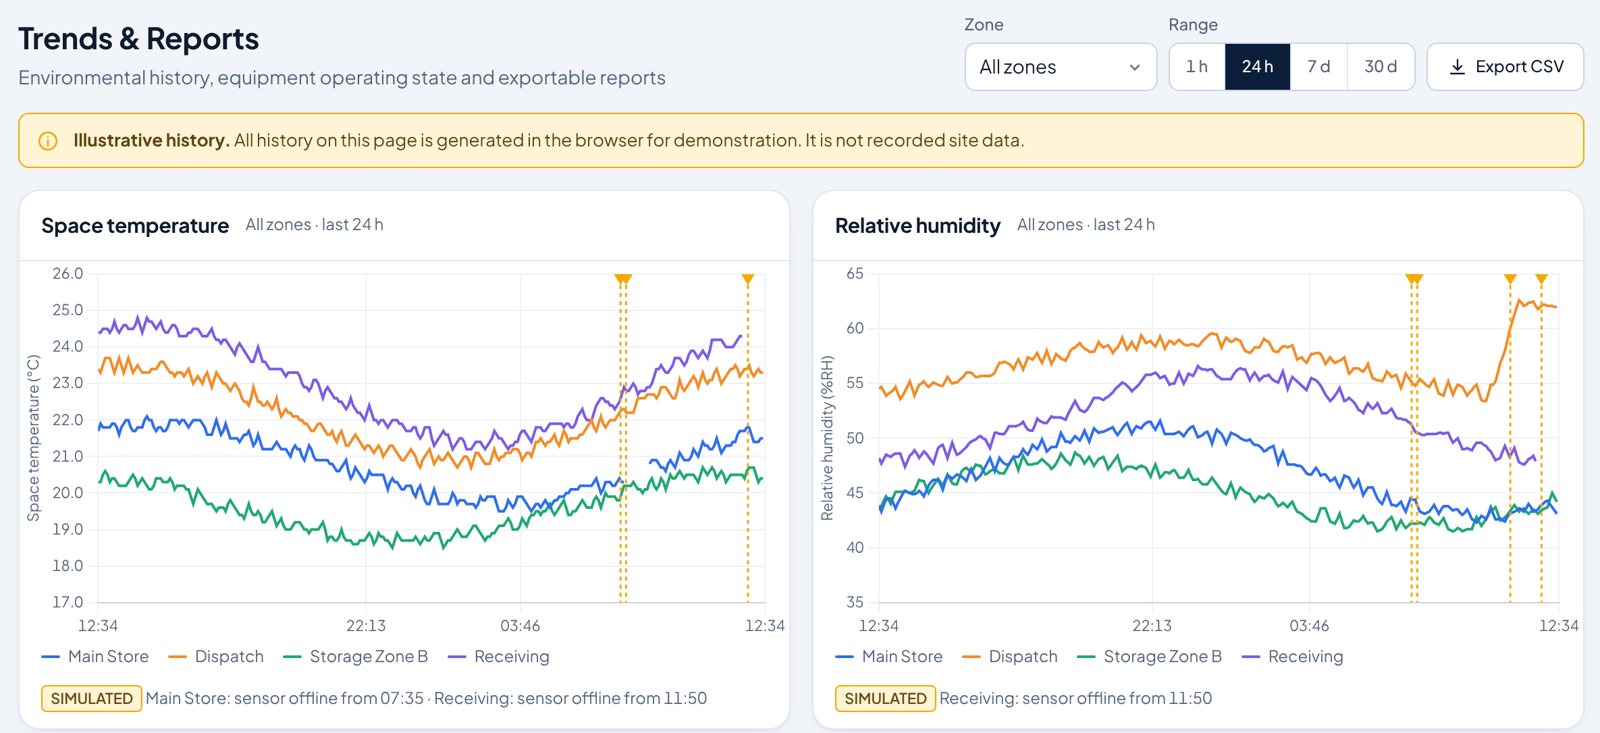 Trends & Reports
Environmental history, equipment operating state and exportable reports
Zone
All zones
Range
1 h 24 h 7 d 30 d
Export CSV
Illustrative history. All history on this page is generated in the browser for demonstration. It is not recorded site data.
Space temperature All zones · last 24 h
Space temperature (°C)
26.0
25.0
24.0
23.0
22.0
21.0
20.0
19.0
18.0
17.0
12:34 22:13 03:46 12:34
Main Store Dispatch Storage Zone B Receiving
SIMULATED Main Store: sensor offline from 07:35 · Receiving: sensor offline from 11:50
Relative humidity All zones · last 24 h
Relative humidity (%RH)
65
60
55
50
45
40
35
12:34 22:13 03:46 12:34
Main Store Dispatch Storage Zone B Receiving
SIMULATED Receiving: sensor offline from 11:50